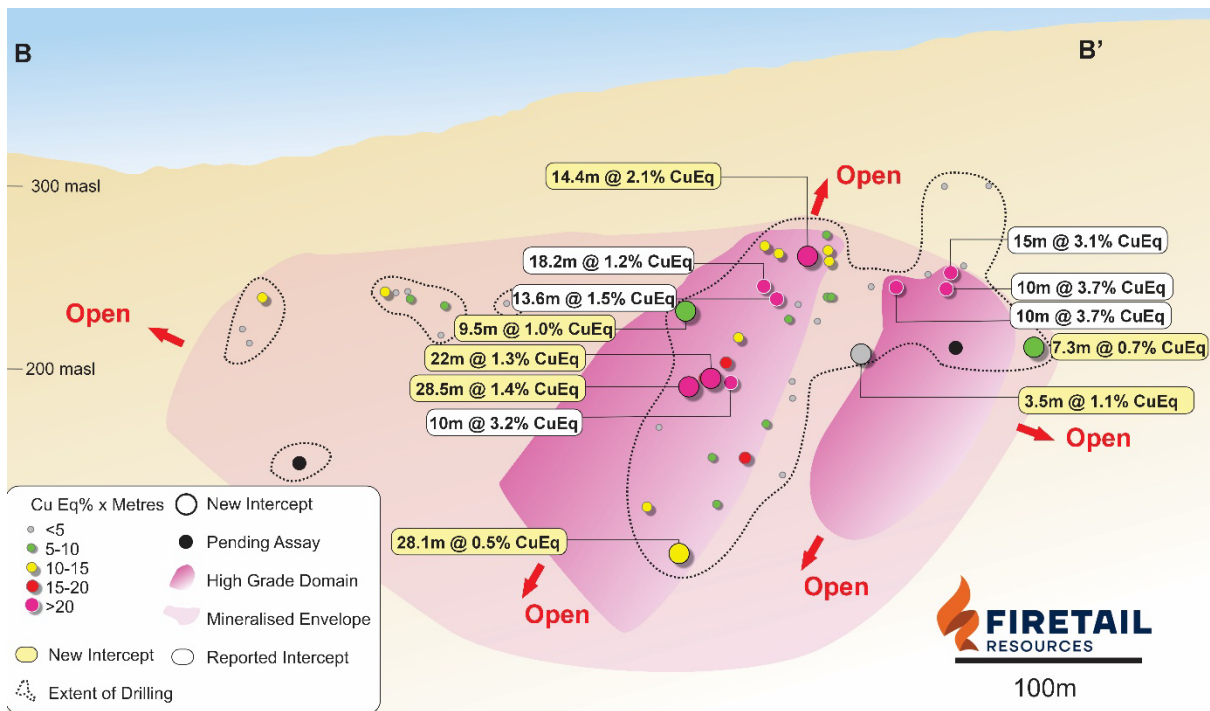 B
B'
300 masl
200 masl
14.4m @ 2.1% CuEq
Open
18.2m @ 1.2% CuEq
15m @ 3.1% CuEq
13.6m @ 1.5% CuEq
10m @ 3.7% CuEq
10m @ 3.7% CuEq
Open
9.5m @ 1.0% CuEq
7.3m @ 0.7% CuEq
22m @ 1.3% CuEq
28.5m @ 1.4% CuEq
3.5m @ 1.1% CuEq
10m @ 3.2% CuEq
Open
28.1m @ 0.5% CuEq
Open
Open
Cu Eq% x Metres
<5
5-10
10-15
15-20
>20
New Intercept
Pending Assay
High Grade Domain
Mineralised Envelope
New Intercept
Reported Intercept
Extent of Drilling
FIRETAIL
RESOURCES
100m